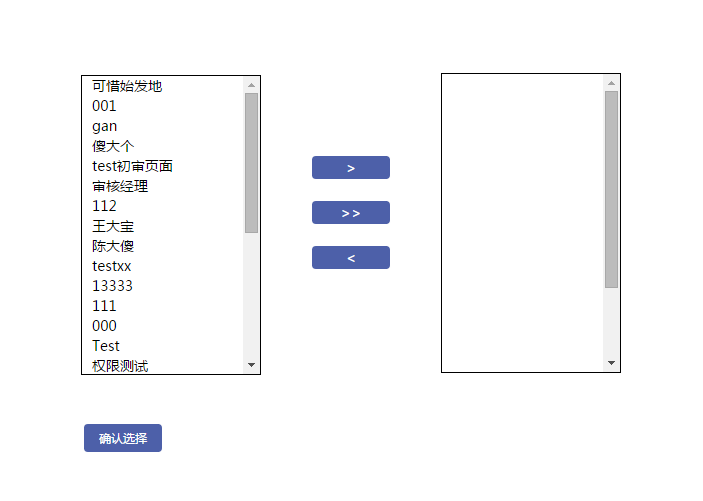 可惜始发地
001
gan
傻大个
test初审页面
审核经理
112
王大宝
陈大傻
testxx
13333
111
000
Test
权限测试
>
>>
<
确认选择